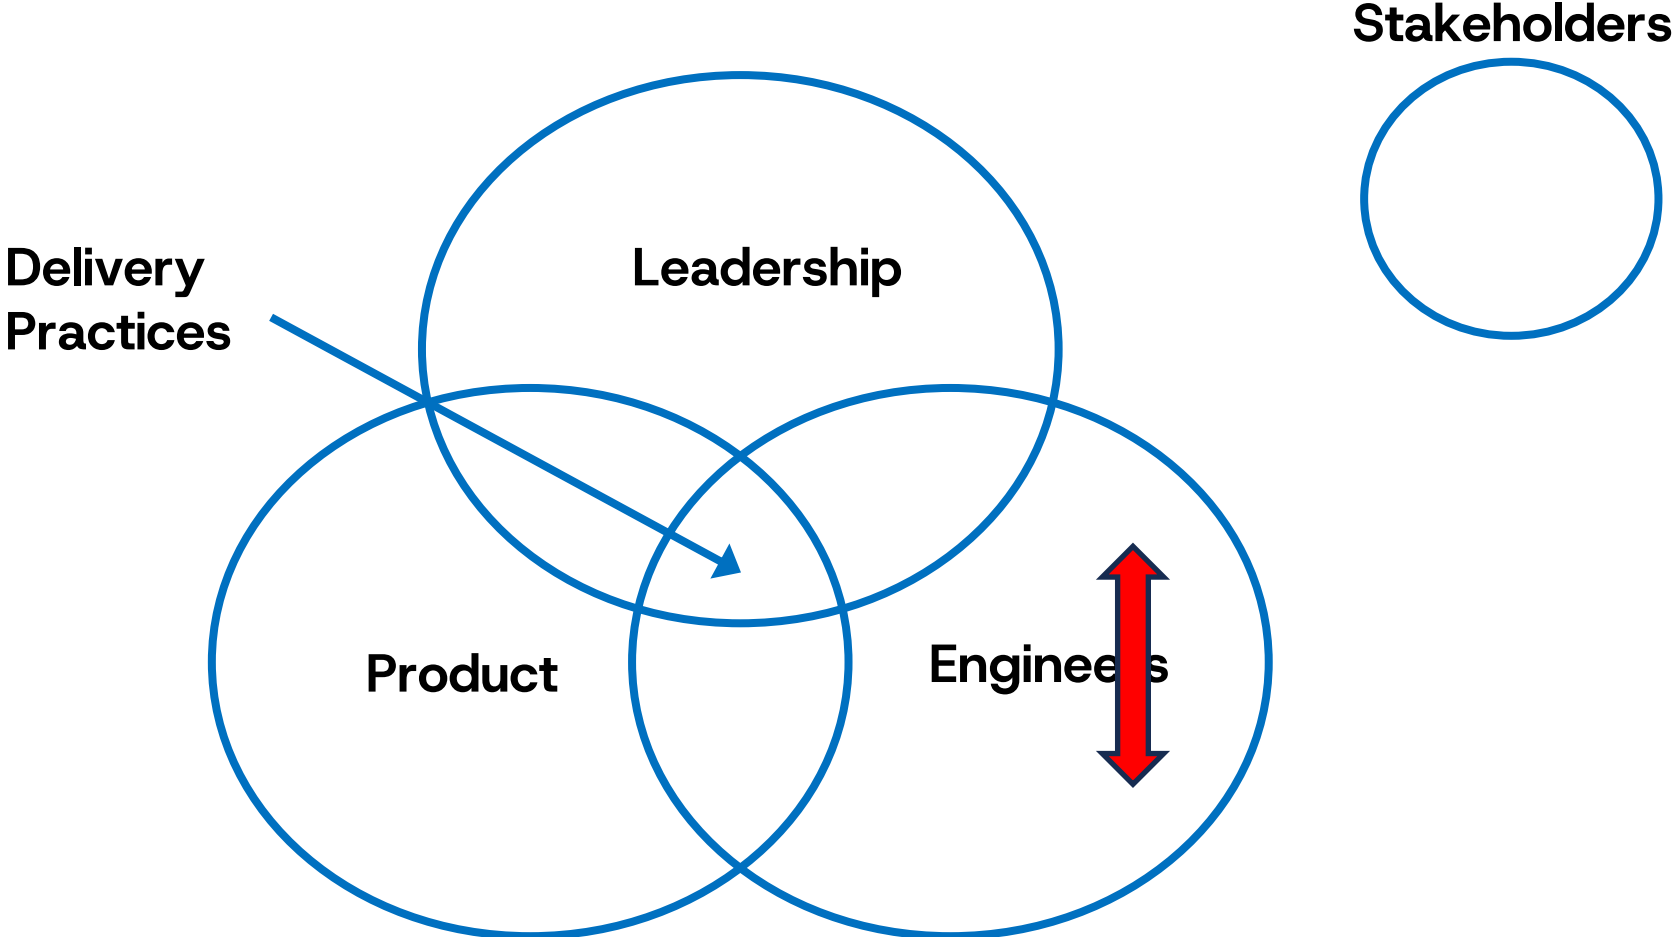 Stakeholders
Delivery
Practices
Leadership
Product
Engineers